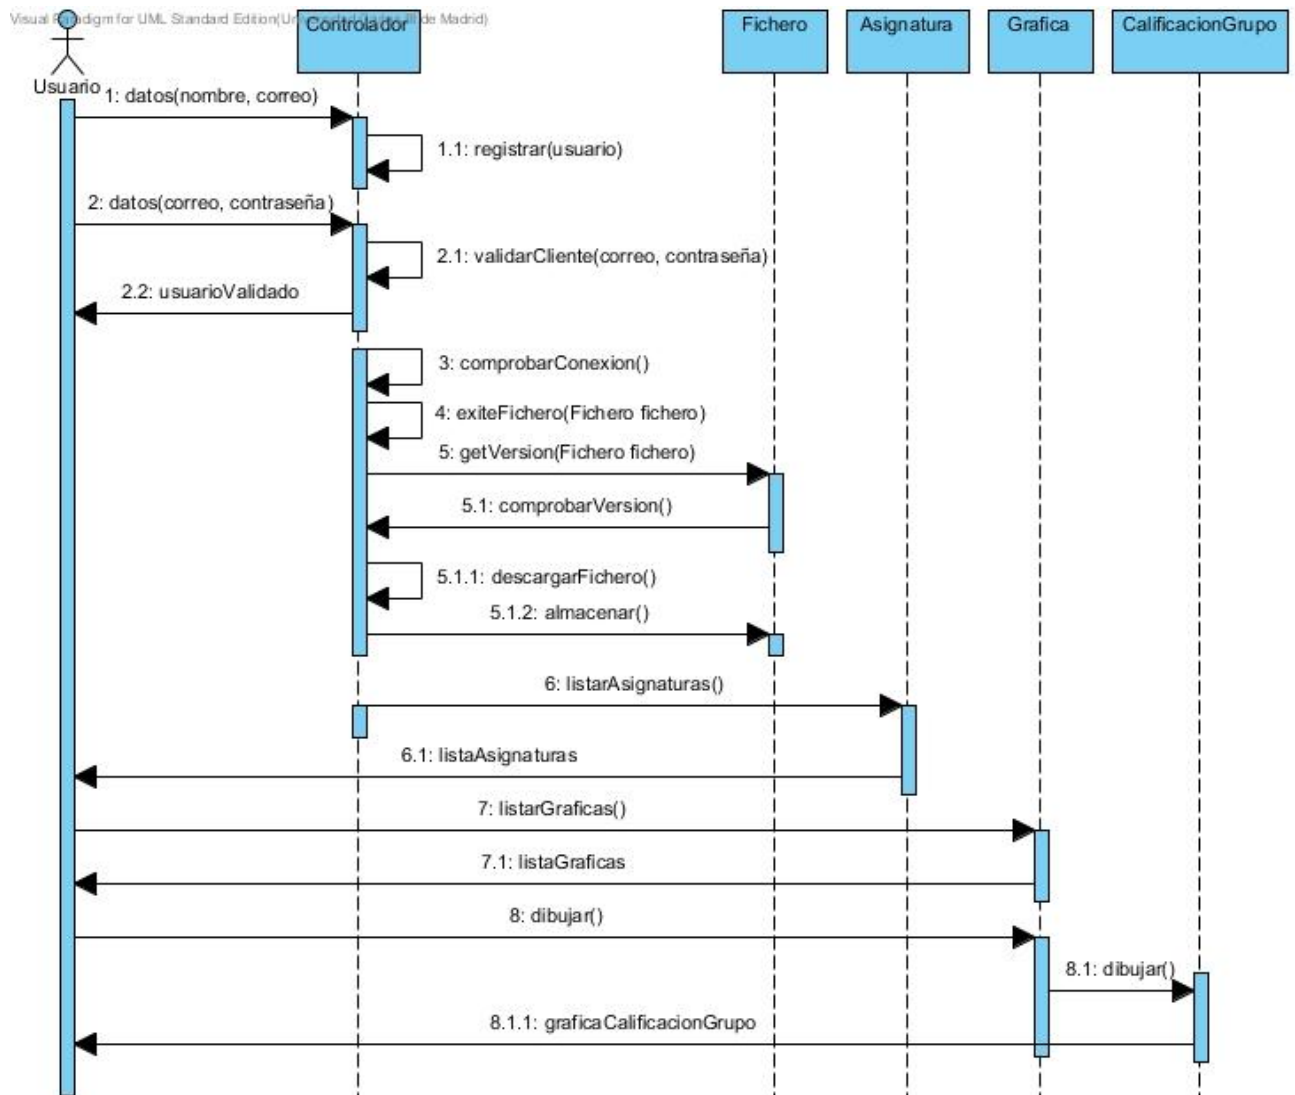 Visual Paradigm for UML Standard Edition(Universidad Carlos III de Madrid)
Controlador
Fichero
Asignatura
Grafica
CalificacionGrupo
Usuario
1: datos(nombre, correo)
1.1: registrar(usuario)
2: datos(correo, contraseña)
2.1: validarCliente(correo, contraseña)
2.2: usuarioValidado
3: comprobarConexion()
4: exiteFichero(Fichero fichero)
5: getVersion(Fichero fichero)
5.1: comprobarVersion()
5.1.1: descargarFichero()
5.1.2: almacenar()
6: listarAsignaturas()
6.1: listaAsignaturas
7: listarGraficas()
7.1: listaGraficas
8: dibujar()
8.1: dibujar()
8.1.1: graficaCalificacionGrupo